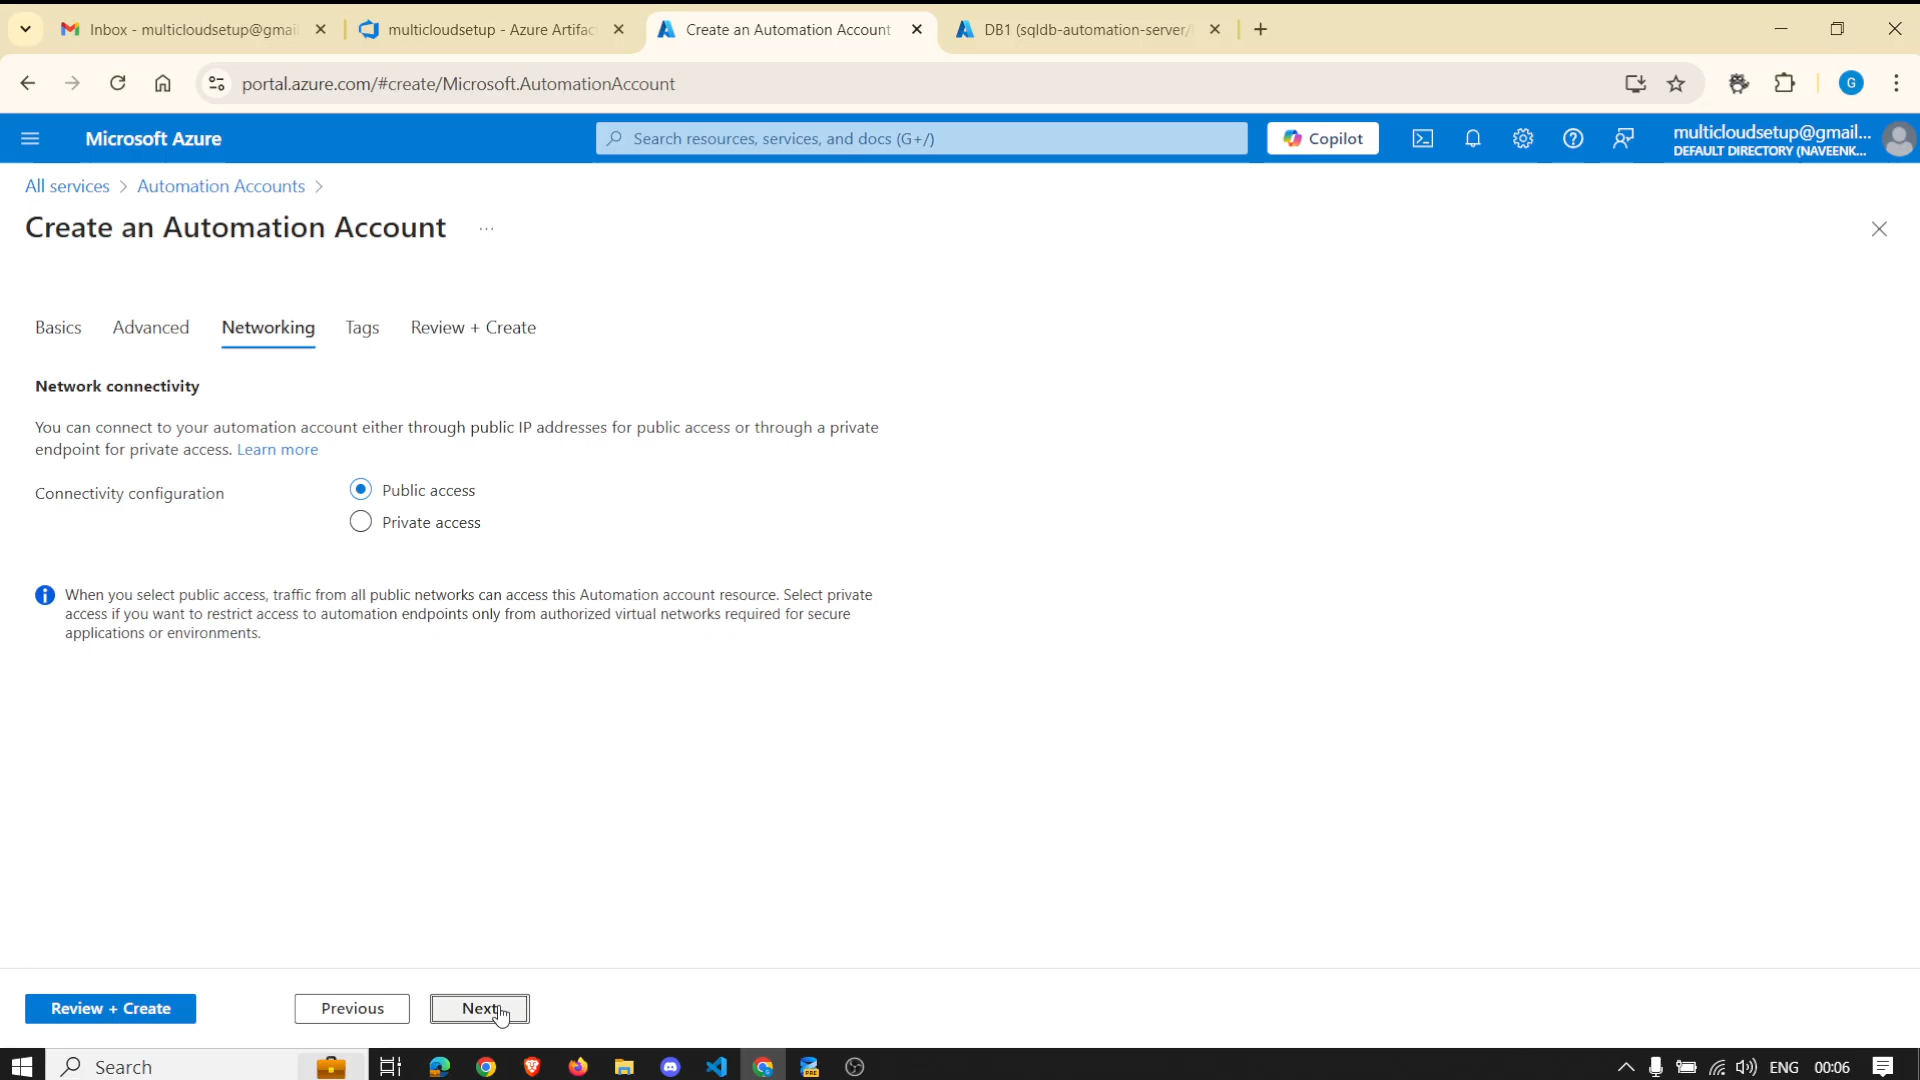 Inbox - multicloudsetup@gmai
multicloudsetup - Azure Artifac
Create an Automation Account
DB1 (sqldb-automation-server/
portal.azure.com/#create/Microsoft.AutomationAccount
G
Microsoft Azure
Search resources, services, and docs (G+/)
Copilot
multicloudsetup@gmail...
DEFAULT DIRECTORY (NAVEENK...
All services
Automation Accounts
Create an Automation Account
...
Basics
Advanced
Networking
Tags
Review + Create
Network connectivity
You can connect to your automation account either through public IP addresses for public access or through a private
endpoint for private access. Learn more
Connectivity configuration
Public access
Private access
When you select public access, traffic from all public networks can access this Automation account resource. Select private
access if you want to restrict access to automation endpoints only from authorized virtual networks required for secure
applications or environments.
Review + Create
Previous
Next
Search
PRE
ENG
00:06